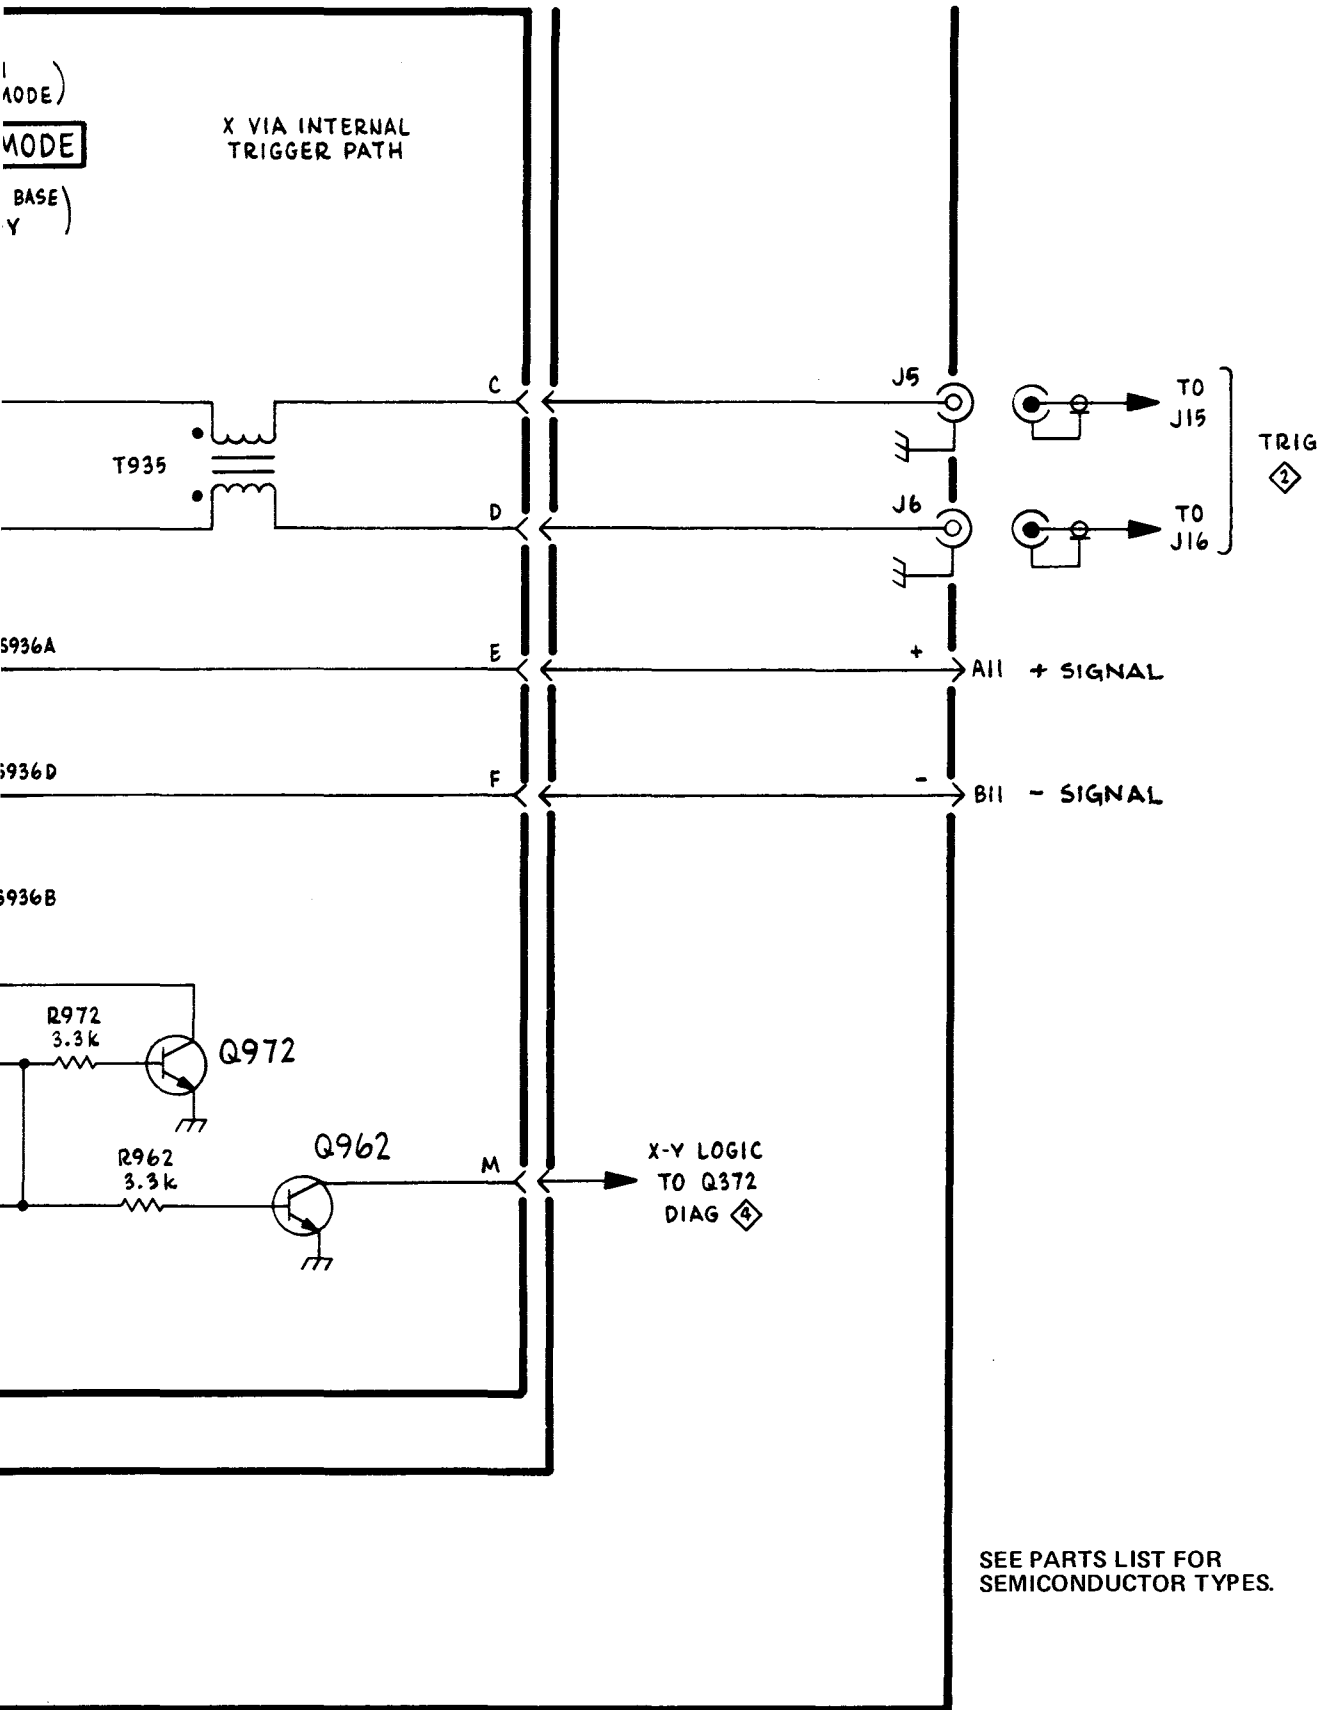 MODE)
MODE
BASE)
Y )
X VIA INTERNAL
TRIGGER PATH
C
J5
TO
J15
TRIG
2
T935
D
J6
TO
J16
S936A
E
+
A11 + SIGNAL
S936D
F
-
B11 - SIGNAL
S936B
R972
3.3k
Q972
R962
3.3k
Q962
M
X-Y LOGIC
TO Q372
DIAG 4
SEE PARTS LIST FOR
SEMICONDUCTOR TYPES.